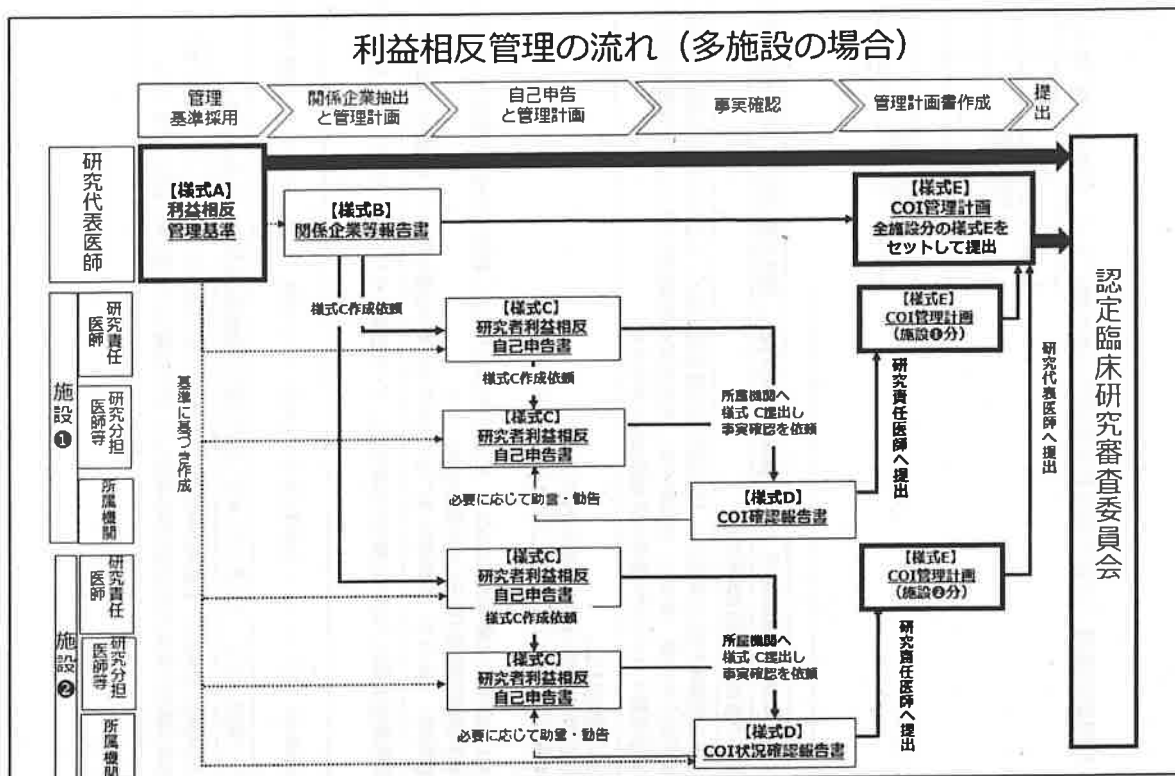 利益相反管理の流れ（多施設の場合）
管理
基準採用
関係企業抽出
と管理計画
自己申告
と管理計画
事実確認
管理計画書作成
提出
研究代表医師
【様式A】
利益相反
管理基準
【様式B】
関係企業等報告書
【様式E】
COI管理計画
全施設分の様式Eを
セットして提出
認定臨床研究審査委員会
施設❶
研究責任
医師
様式C作成依頼
【様式C】
研究者利益相反
自己申告書
【様式E】
COI管理計画
（施設❶分）
基準に基づき作成
研究分担
医師等
様式C作成依頼
【様式C】
研究者利益相反
自己申告書
所属機関へ
様式 C提出し
事実確認を依頼
研究責任医師へ提出
研究代表医師へ提出
所属機関
必要に応じて助言・勧告
【様式D】
COI確認報告書
施設❷
研究責任
医師
【様式C】
研究者利益相反
自己申告書
【様式E】
COI管理計画
（施設❷分）
研究分担
医師等
様式C作成依頼
【様式C】
研究者利益相反
自己申告書
所属機関へ
様式 C提出し
事実確認を依頼
研究責任医師へ提出
所属機関
必要に応じて助言・勧告
【様式D】
COI状況確認報告書